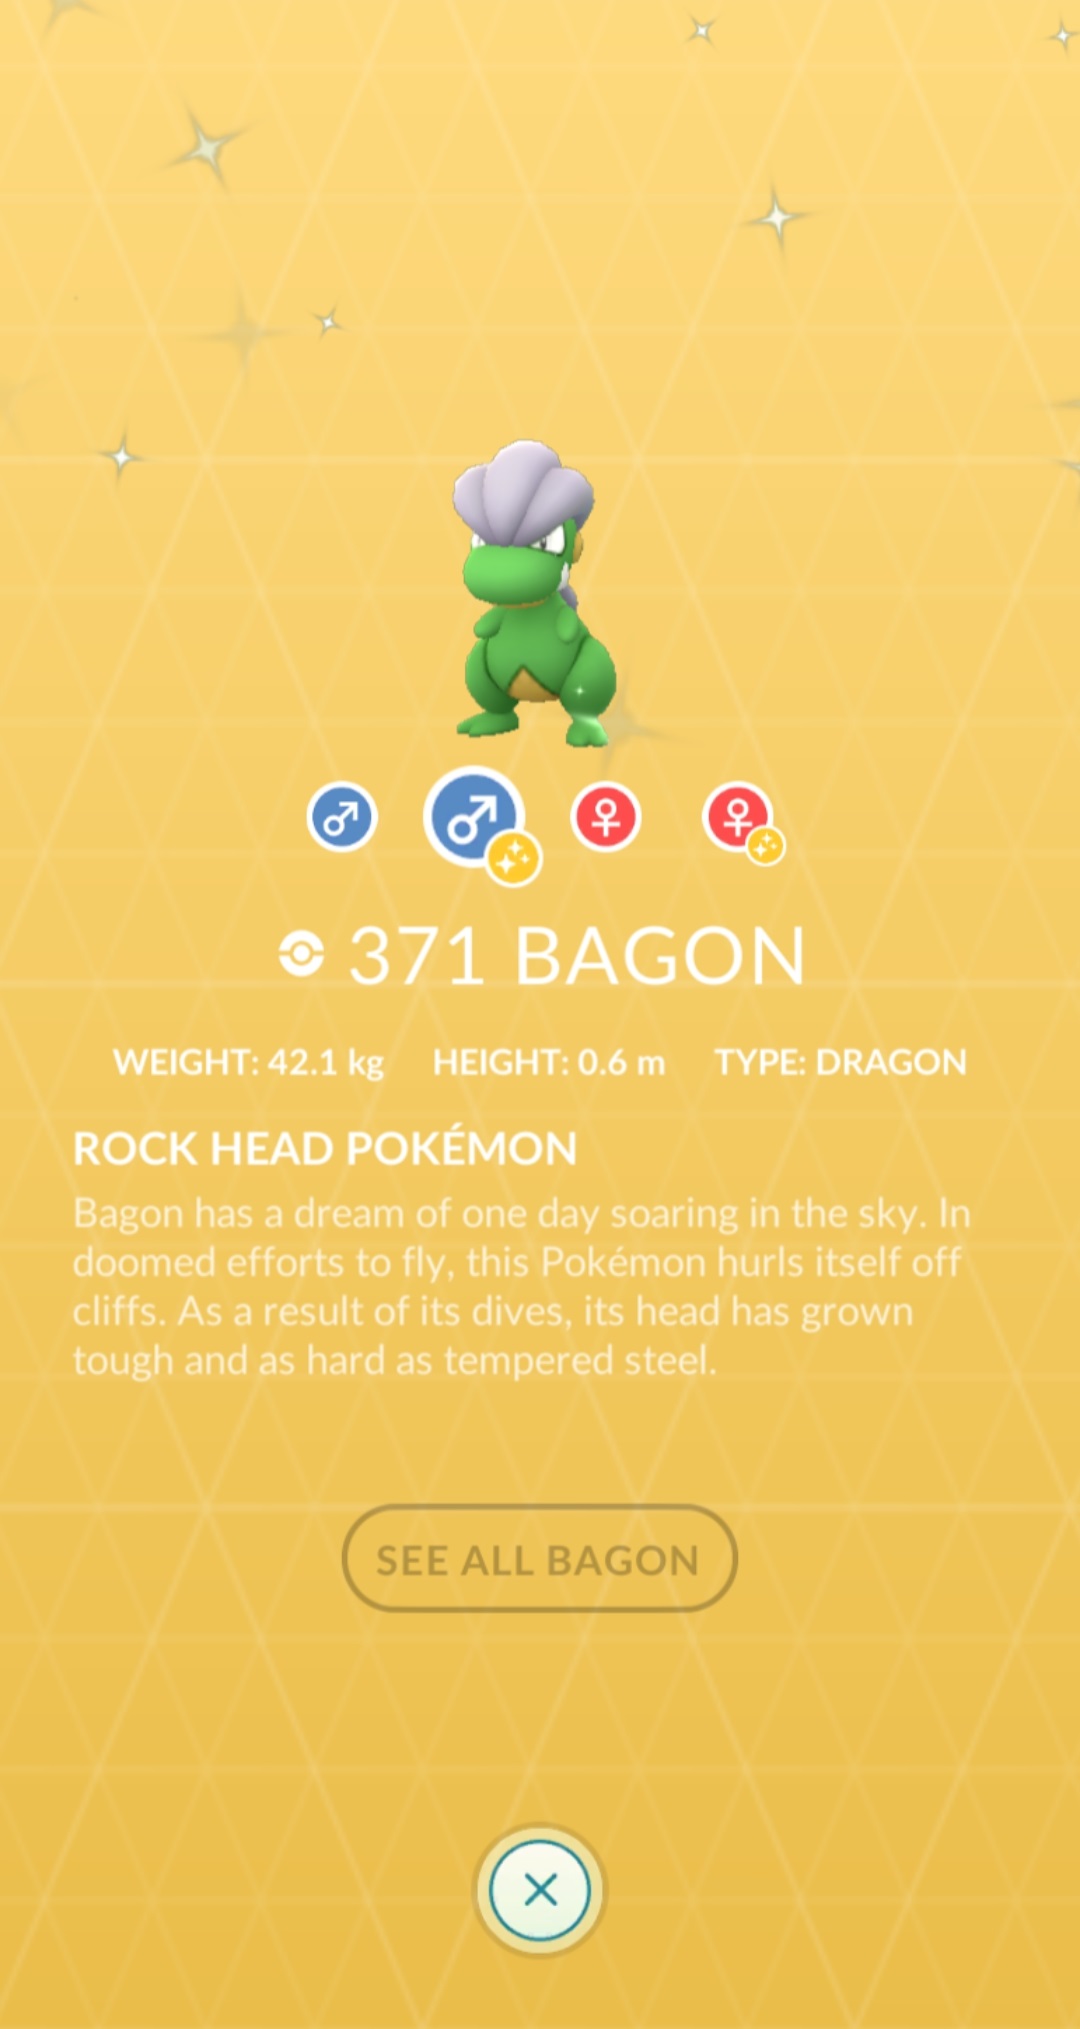 371 BAGON
WEIGHT: 42.1 kg HEIGHT: 0.6 m TYPE: DRAGON
ROCK HEAD POKÉMON
Bagon has a dream of one day soaring in the sky. In
doomed efforts to fly, this Pokémon hurls itself off
cliffs. As a result of its dives, its head has grown
tough and as hard as tempered steel.
SEE ALL BAGON